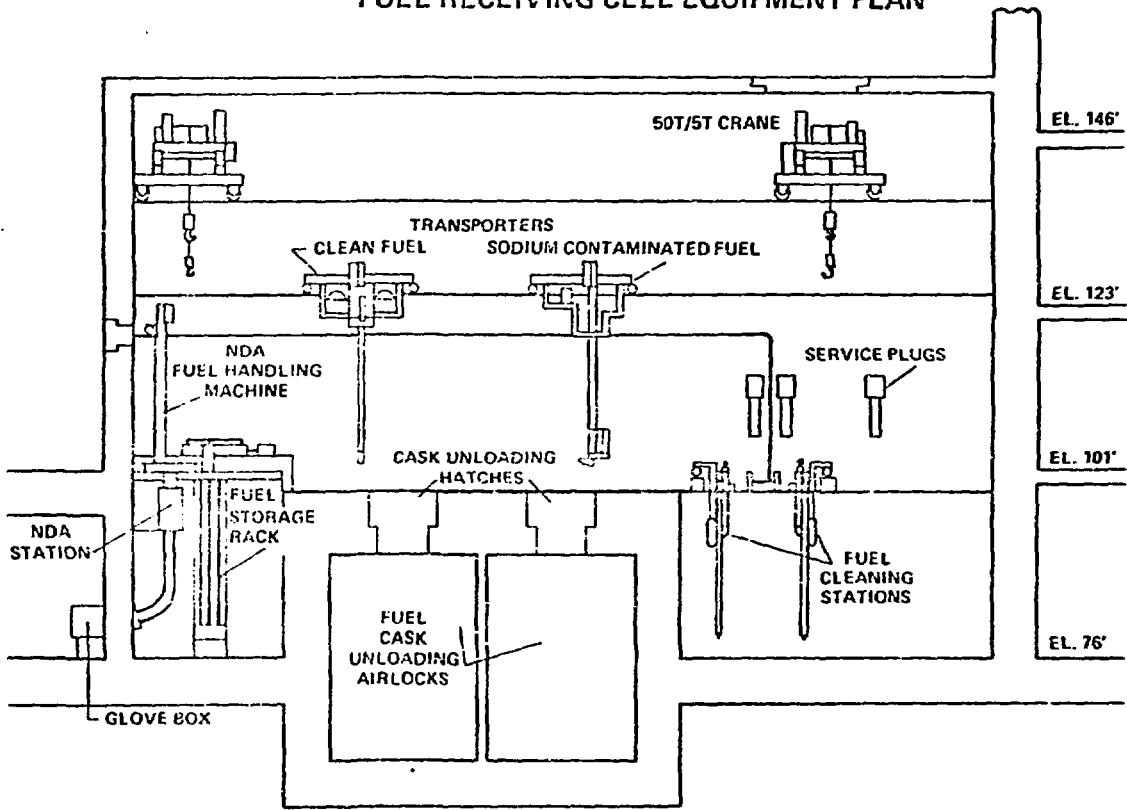 FUEL RECEIVING CELL EQUIPMENT PLAN
50T/5T CRANE
EL. 146'
TRANSPORTERS
CLEAN FUEL
SODIUM CONTAMINATED FUEL
EL. 123'
NDA
FUEL HANDLING
MACHINE
SERVICE PLUGS
CASK UNLOADING
HATCHES
EL. 101'
NDA
STATION
FUEL
STORAGE
RACK
FUEL
CLEANING
STATIONS
FUEL
CASK
UNLOADING
AIRLOCKS
EL. 76'
GLOVE BOX